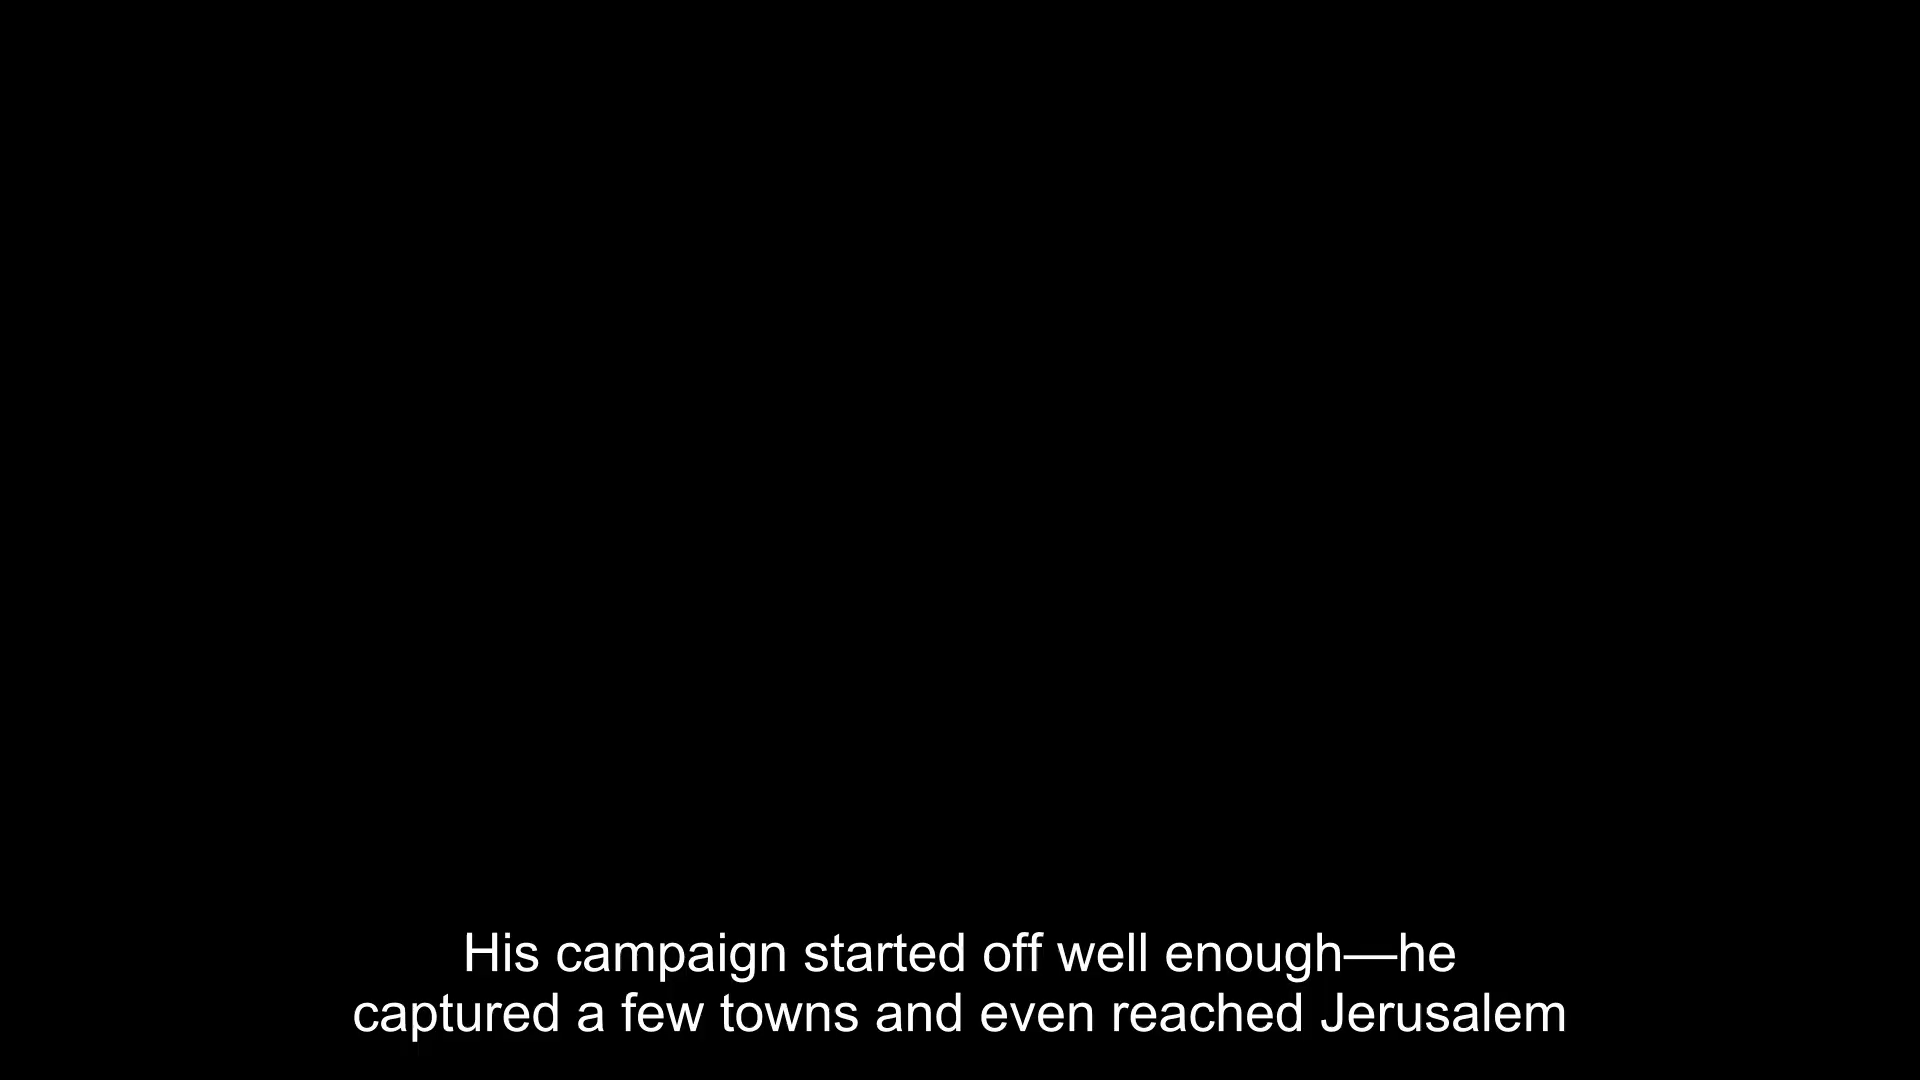 His campaign started off well enough—he
captured a few towns and even reached Jerusalem